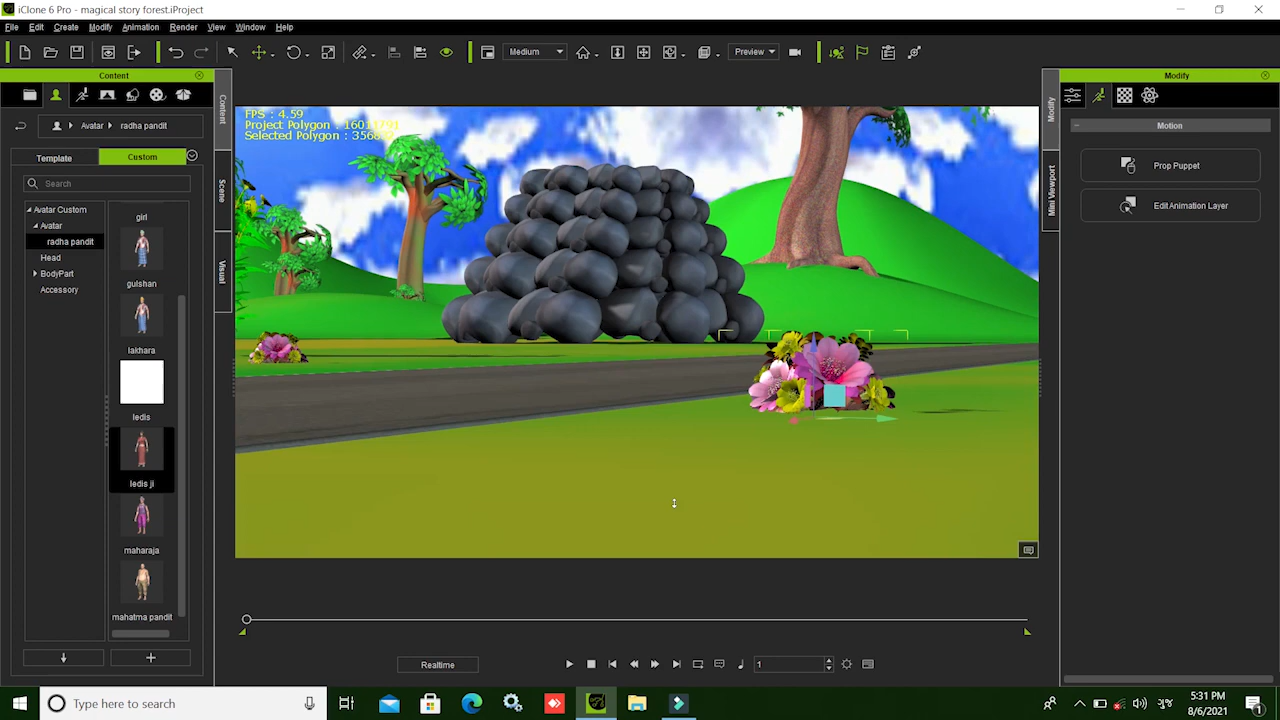 iClone 6 Pro - magical story forest.iProject
File Edit Create Modify Animation Render View Window Help
Medium Preview
Content Modify
Avatar radha pandit
Template Custom
Search
Avatar Custom
Avatar
radha pandit
Head
BodyPart
Accessory
girl
gulshan
lakhara
ledis
ledis ji
maharaja
mahatma pandit
Content
Scene
Visual
FPS : 4.59
Project Polygon :
Selected Polygon :
Modify
Mini Viewport
Motion
Prop Puppet
Edit Animation Layer
Realtime
1
Type here to search
5:31 PM
8/6/2021
1